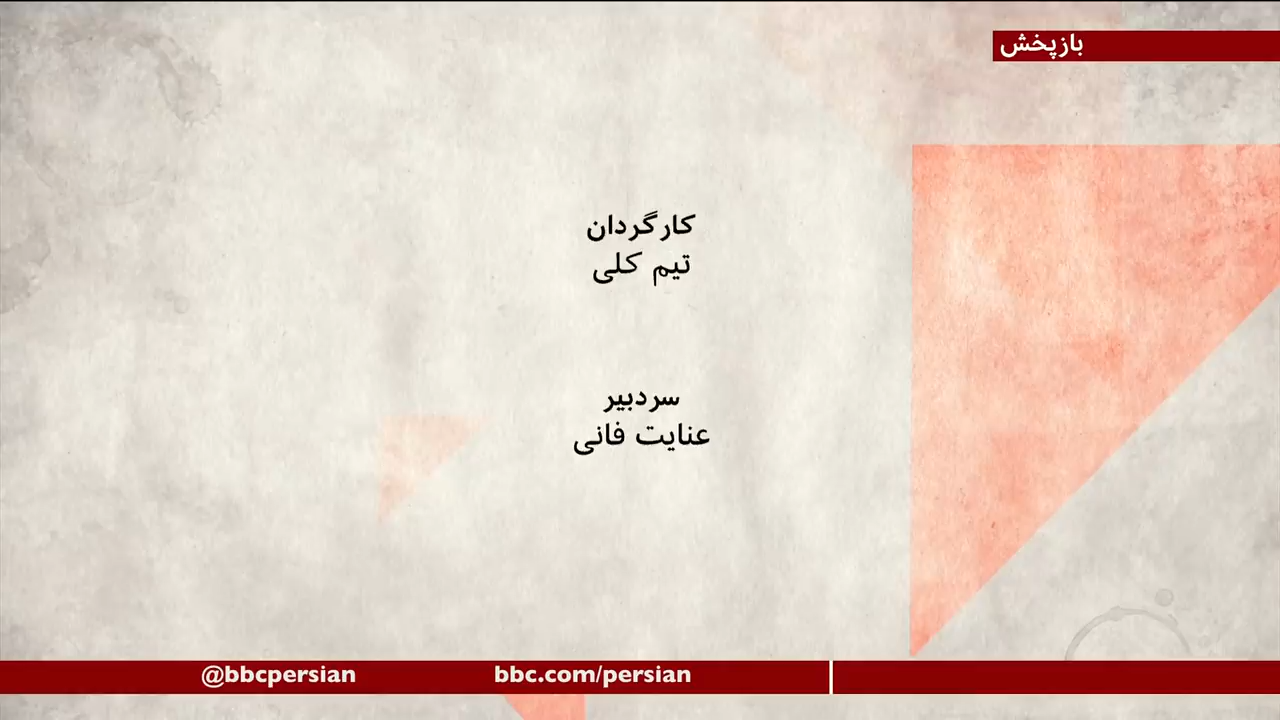 بازپخش
کارگردان
تیم کلی
سردبیر
عنایت فانی
@bbcpersian
bbc.com/persian